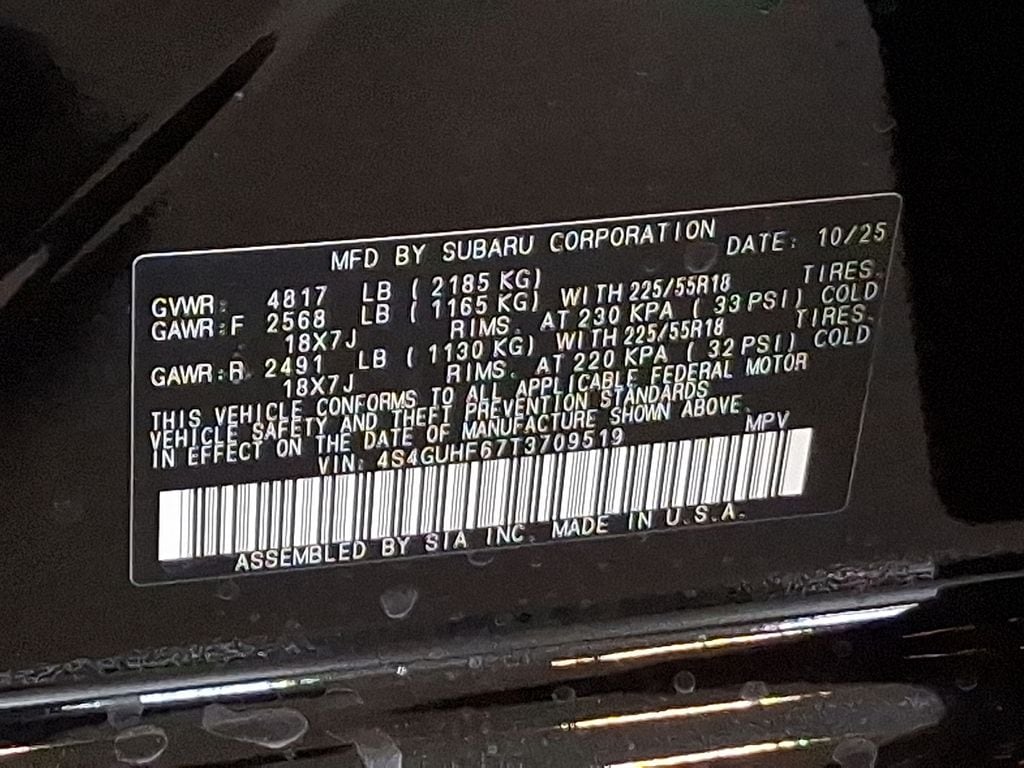 MFD BY SUBARU CORPORATION DATE: 10/25
GVWR: 4817 LB ( 2185 KG)
GAWR:F 2568 LB ( 1165 KG) WITH 225/55R18 TIRES.
18X7J RIMS. AT 230 KPA ( 33 PSI) COLD
GAWR:R 2491 LB ( 1130 KG) WITH 225/55R18 TIRES.
18X7J RIMS. AT 220 KPA ( 32 PSI) COLD
THIS VEHICLE CONFORMS TO ALL APPLICABLE FEDERAL MOTOR
VEHICLE SAFETY AND THEFT PREVENTION STANDARDS
IN EFFECT ON THE DATE OF MANUFACTURE SHOWN ABOVE.
VIN: 4S4GUHF67T3709519 MPV
ASSEMBLED BY SIA INC. MADE IN U.S.A.